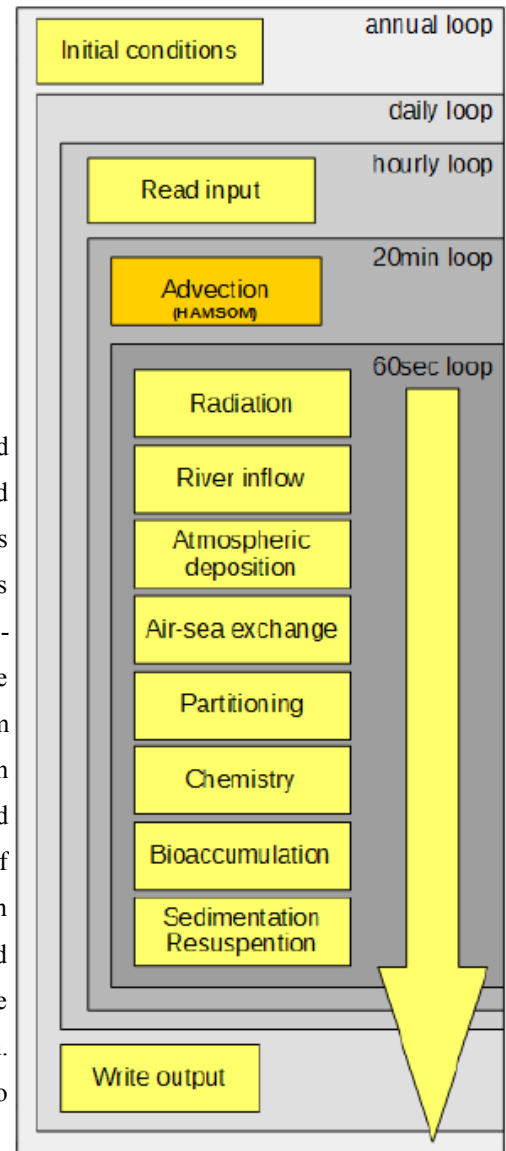 annual loop
Initial conditions
daily loop
hourly loop
Read input
20min loop
Advection
(HAMSOM)
60sec loop
Radiation
River inflow
Atmospheric
deposition
Air-sea exchange
Partitioning
Chemistry
Bioaccumulation
Sedimentation
Resuspention
Write output